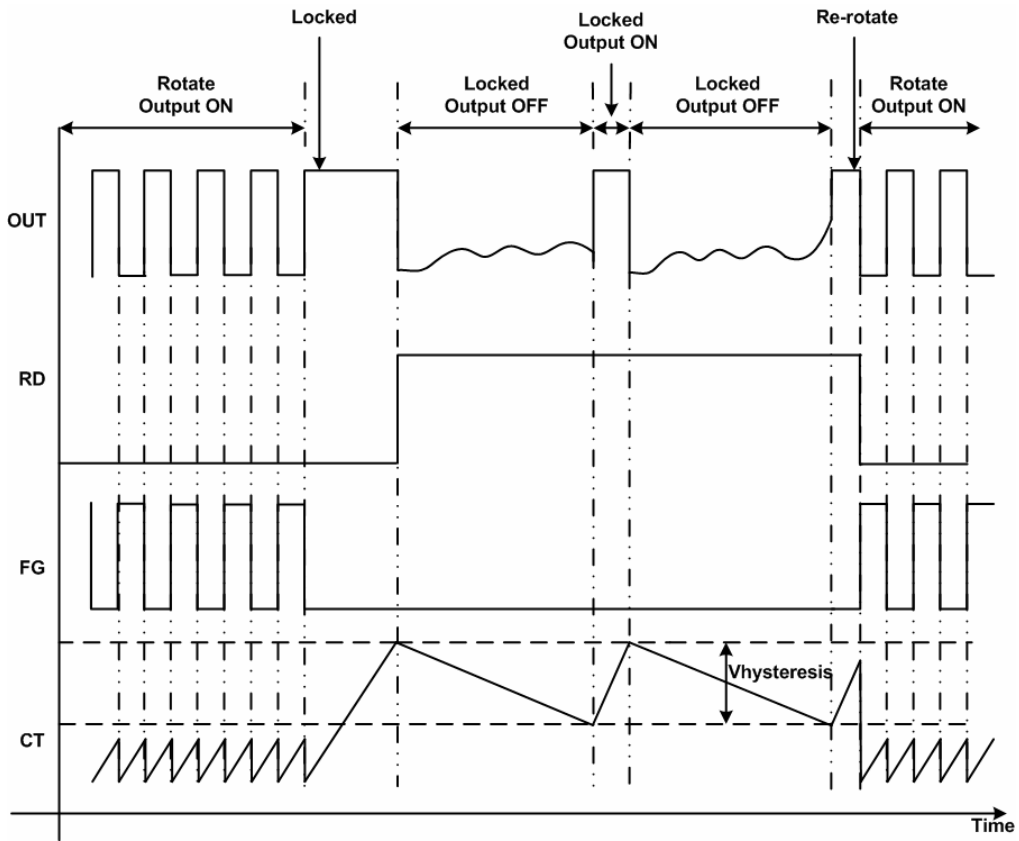 Locked
Locked
Output ON
Re-rotate
Rotate
Output ON
Locked
Output OFF
Locked
Output OFF
Rotate
Output ON
OUT
RD
FG
Vhysteresis
CT
Time